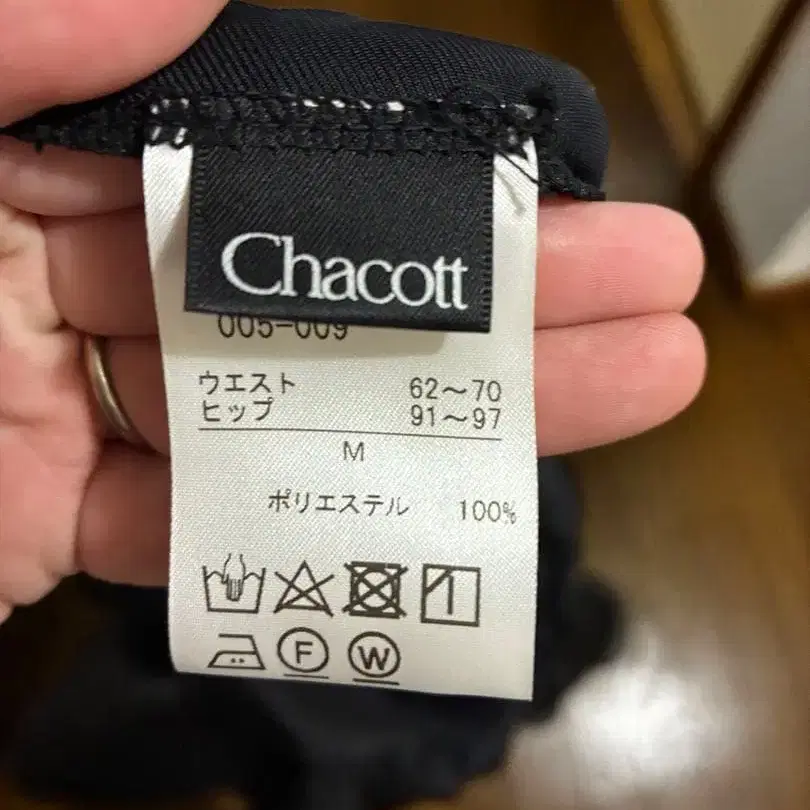 Chacott
005-009
ウエスト 62～70
ヒップ 91～97
M
ポリエステル 100%
F W